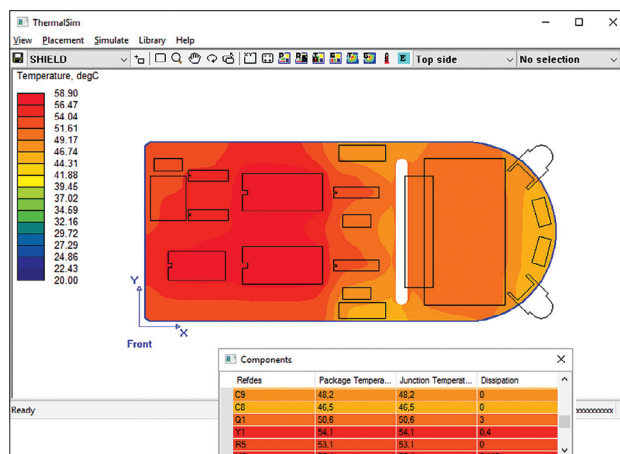 ThermalSim
View Placement Simulate Library Help
SHIELD Top side No selection
Temperature, degC
58.90
56.47
54.04
51.61
49.17
46.74
44.31
41.88
39.45
37.02
34.59
32.16
29.72
27.29
24.86
22.43
20.00
Y
X
Front
Components
Refdes Package Tempera... Junction Temperat... Dissipation
C9 48,2 48,2 0
C8 46,5 46,5 0
Q1 50,6 50,6 3
Y1 54,1 54,1 0,4
R5 53,1 53,1 0
Ready